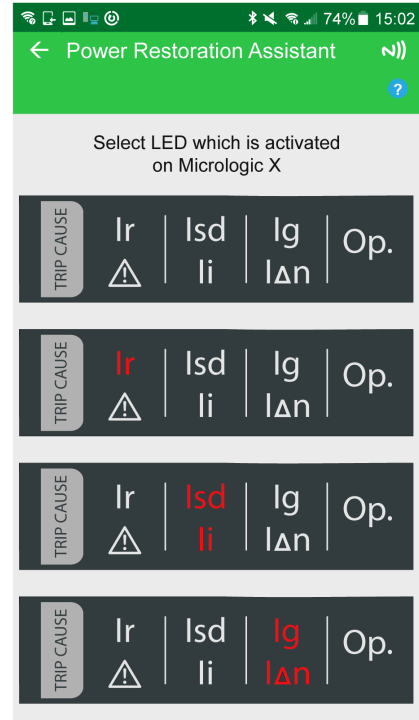 74% 15:02
Power Restoration Assistant
?
Select LED which is activated
on Micrologic X
TRIP CAUSE
Ir Isd Ig Op.
Ii IΔn
TRIP CAUSE
Ir Isd Ig Op.
Ii IΔn
TRIP CAUSE
Ir Isd Ig Op.
Ii IΔn
TRIP CAUSE
Ir Isd Ig Op.
Ii IΔn